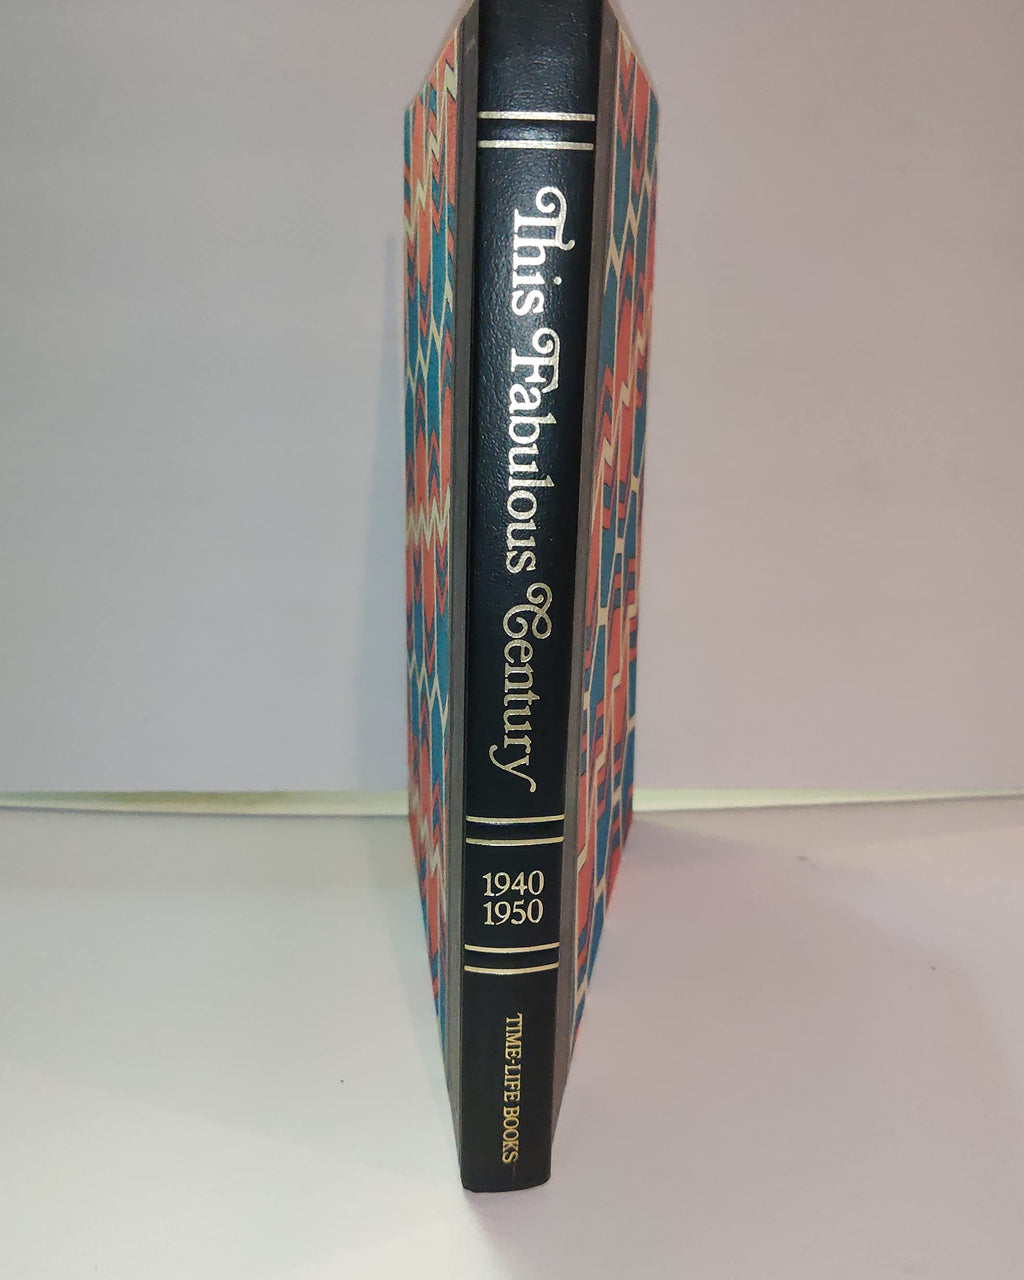 This Fabulous Century
1940
1950
TIME-LIFE BOOKS